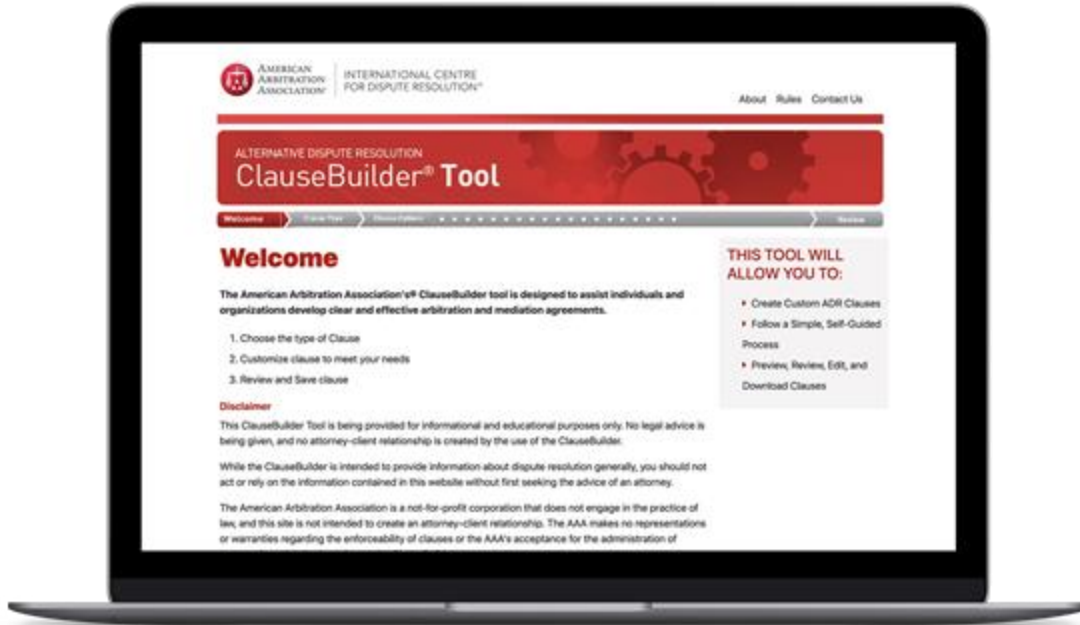 AMERICAN
ARBITRATION
ASSOCIATION®
INTERNATIONAL CENTRE
FOR DISPUTE RESOLUTION™
About Rules Contact Us
ALTERNATIVE DISPUTE RESOLUTION
ClauseBuilder® Tool
Welcome
Review
Welcome
The American Arbitration Association's® ClauseBuilder tool is designed to assist individuals and
organizations develop clear and effective arbitration and mediation agreements.
1. Choose the type of Clause
2. Customize clause to meet your needs
3. Review and Save clause
Disclaimer
This ClauseBuilder Tool is being provided for informational and educational purposes only. No legal advice is
being given, and no attorney-client relationship is created by the use of the ClauseBuilder.
While the ClauseBuilder is intended to provide information about dispute resolution generally, you should not
act or rely on the information contained in this website without first seeking the advice of an attorney.
The American Arbitration Association is a not-for-profit corporation that does not engage in the practice of
law, and this site is not intended to create an attorney-client relationship. The AAA makes no representations
or warranties regarding the enforceability of clauses or the AAA's acceptance for the administration of
THIS TOOL WILL
ALLOW YOU TO:
Create Custom ADR Clauses
Follow a Simple, Self-Guided
Process
Preview, Review, Edit, and
Download Clauses